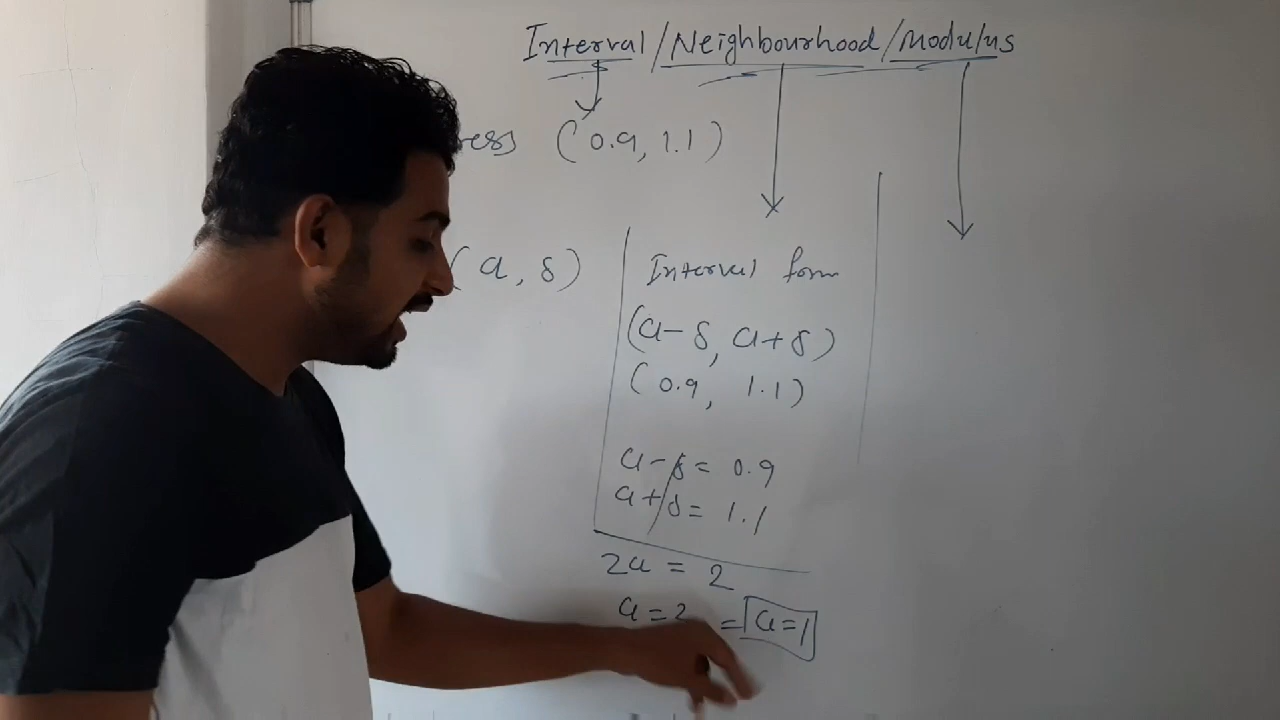 Interval/Neighbourhood/Modulus
ress (0.9, 1.1)
(a, δ)
Interval form
(a-δ, a+δ)
(0.9, 1.1)
a-δ= 0.9
a+δ= 1.1
2a = 2
a=2 = a=1